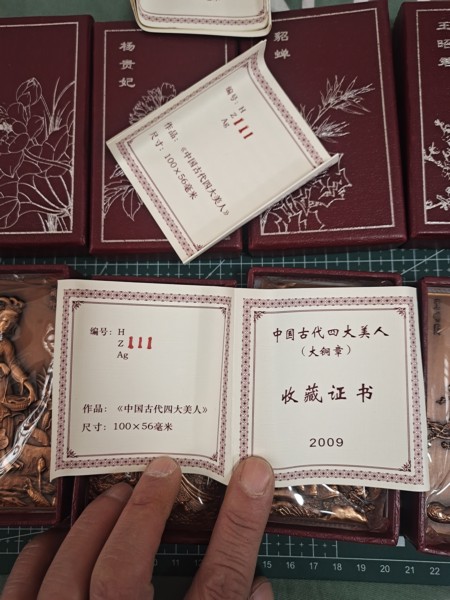 杨贵妃
貂蝉
王昭君
编号：H
Z 111
Ag
作品：《中国古代四大美人》
尺寸：100×56毫米
编号：H
Z 111
Ag
作品：《中国古代四大美人》
尺寸：100×56毫米
中国古代四大美人
（大铜章）
收藏证书
2009